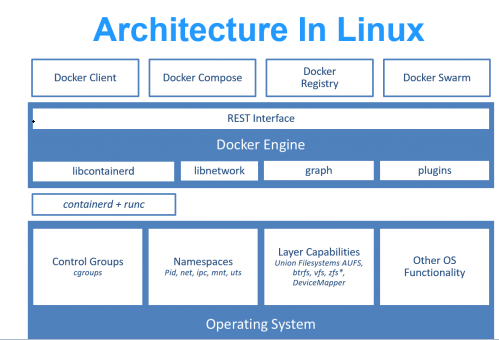 Architecture In Linux
Docker Client
Docker Compose
Docker
Registry
Docker Swarm
REST Interface
Docker Engine
libcontainerd
libnetwork
graph
plugins
containerd + runc
Control Groups
cgroups
Namespaces
Pid, net, ipc, mnt, uts
Layer Capabilities
Union Filesystems AUFS,
btrfs, vfs, zfs*,
DeviceMapper
Other OS
Functionality
Operating System